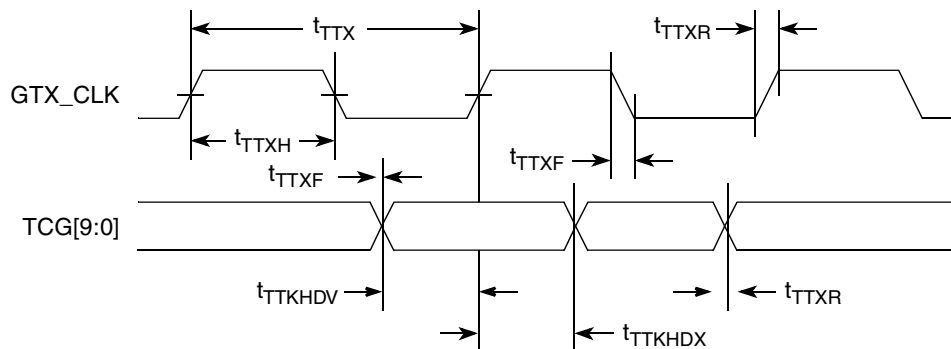 tTTX
tTTXR
GTX_CLK
tTTXH
tTTXF
tTTXF
TCG[9:0]
tTTKHDV
tTTXR
tTTKHDX